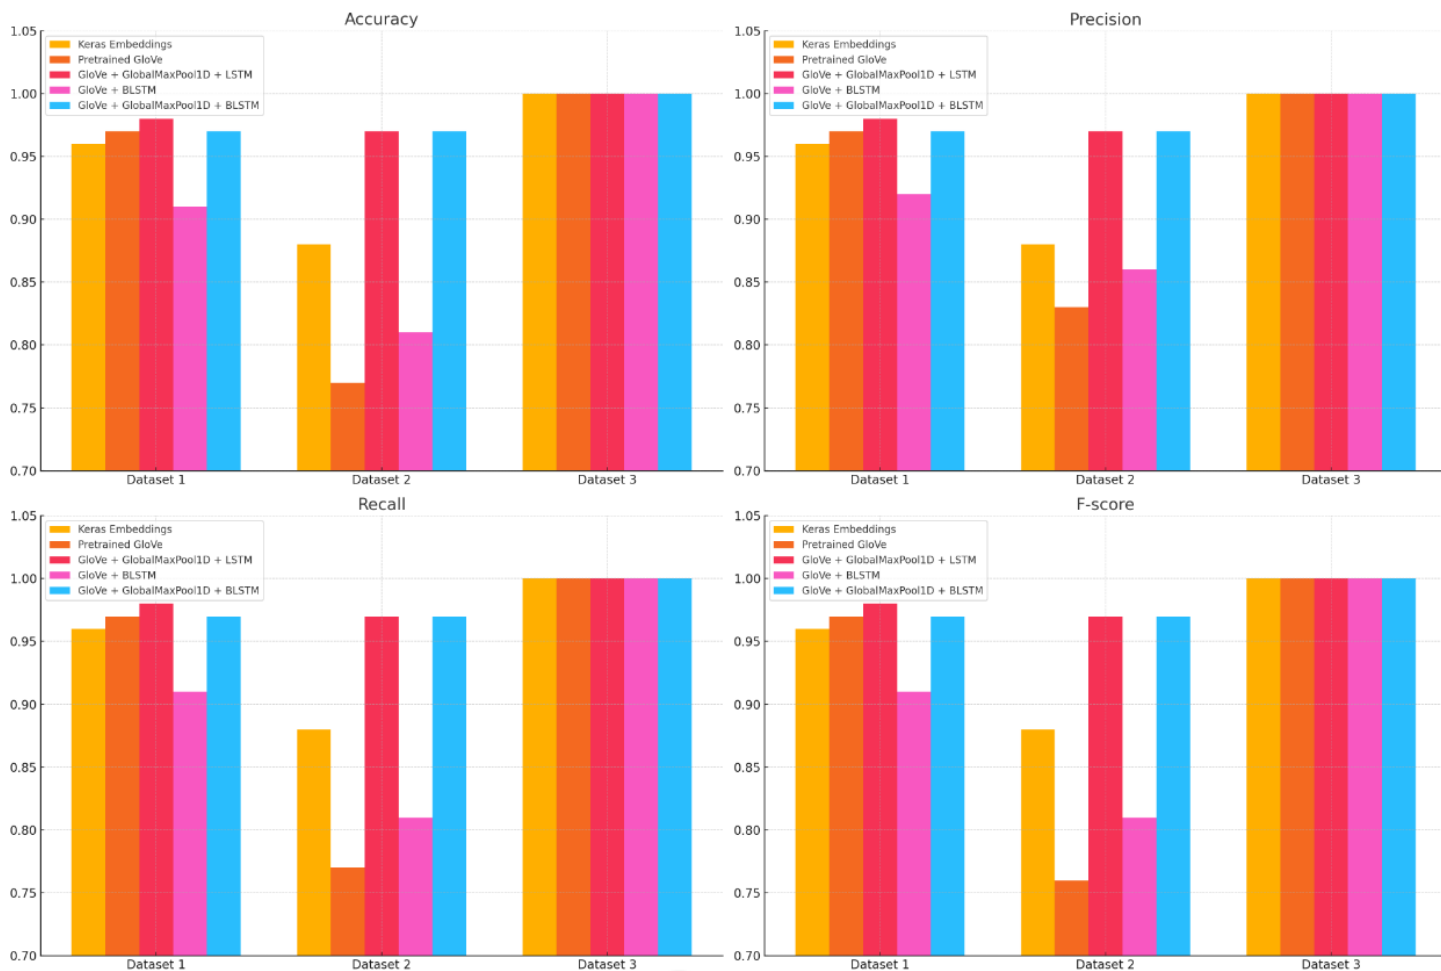 Accuracy
1.05
1.00
0.95
0.90
0.85
0.80
0.75
0.70
Keras Embeddings
Pretrained GloVe
GloVe + GlobalMaxPool1D + LSTM
GloVe + BLSTM
GloVe + GlobalMaxPool1D + BLSTM
Dataset 1
Dataset 2
Dataset 3
Precision
1.05
1.00
0.95
0.90
0.85
0.80
0.75
0.70
Keras Embeddings
Pretrained GloVe
GloVe + GlobalMaxPool1D + LSTM
GloVe + BLSTM
GloVe + GlobalMaxPool1D + BLSTM
Dataset 1
Dataset 2
Dataset 3
Recall
1.05
1.00
0.95
0.90
0.85
0.80
0.75
0.70
Keras Embeddings
Pretrained GloVe
GloVe + GlobalMaxPool1D + LSTM
GloVe + BLSTM
GloVe + GlobalMaxPool1D + BLSTM
Dataset 1
Dataset 2
Dataset 3
F-score
1.05
1.00
0.95
0.90
0.85
0.80
0.75
0.70
Keras Embeddings
Pretrained GloVe
GloVe + GlobalMaxPool1D + LSTM
GloVe + BLSTM
GloVe + GlobalMaxPool1D + BLSTM
Dataset 1
Dataset 2
Dataset 3